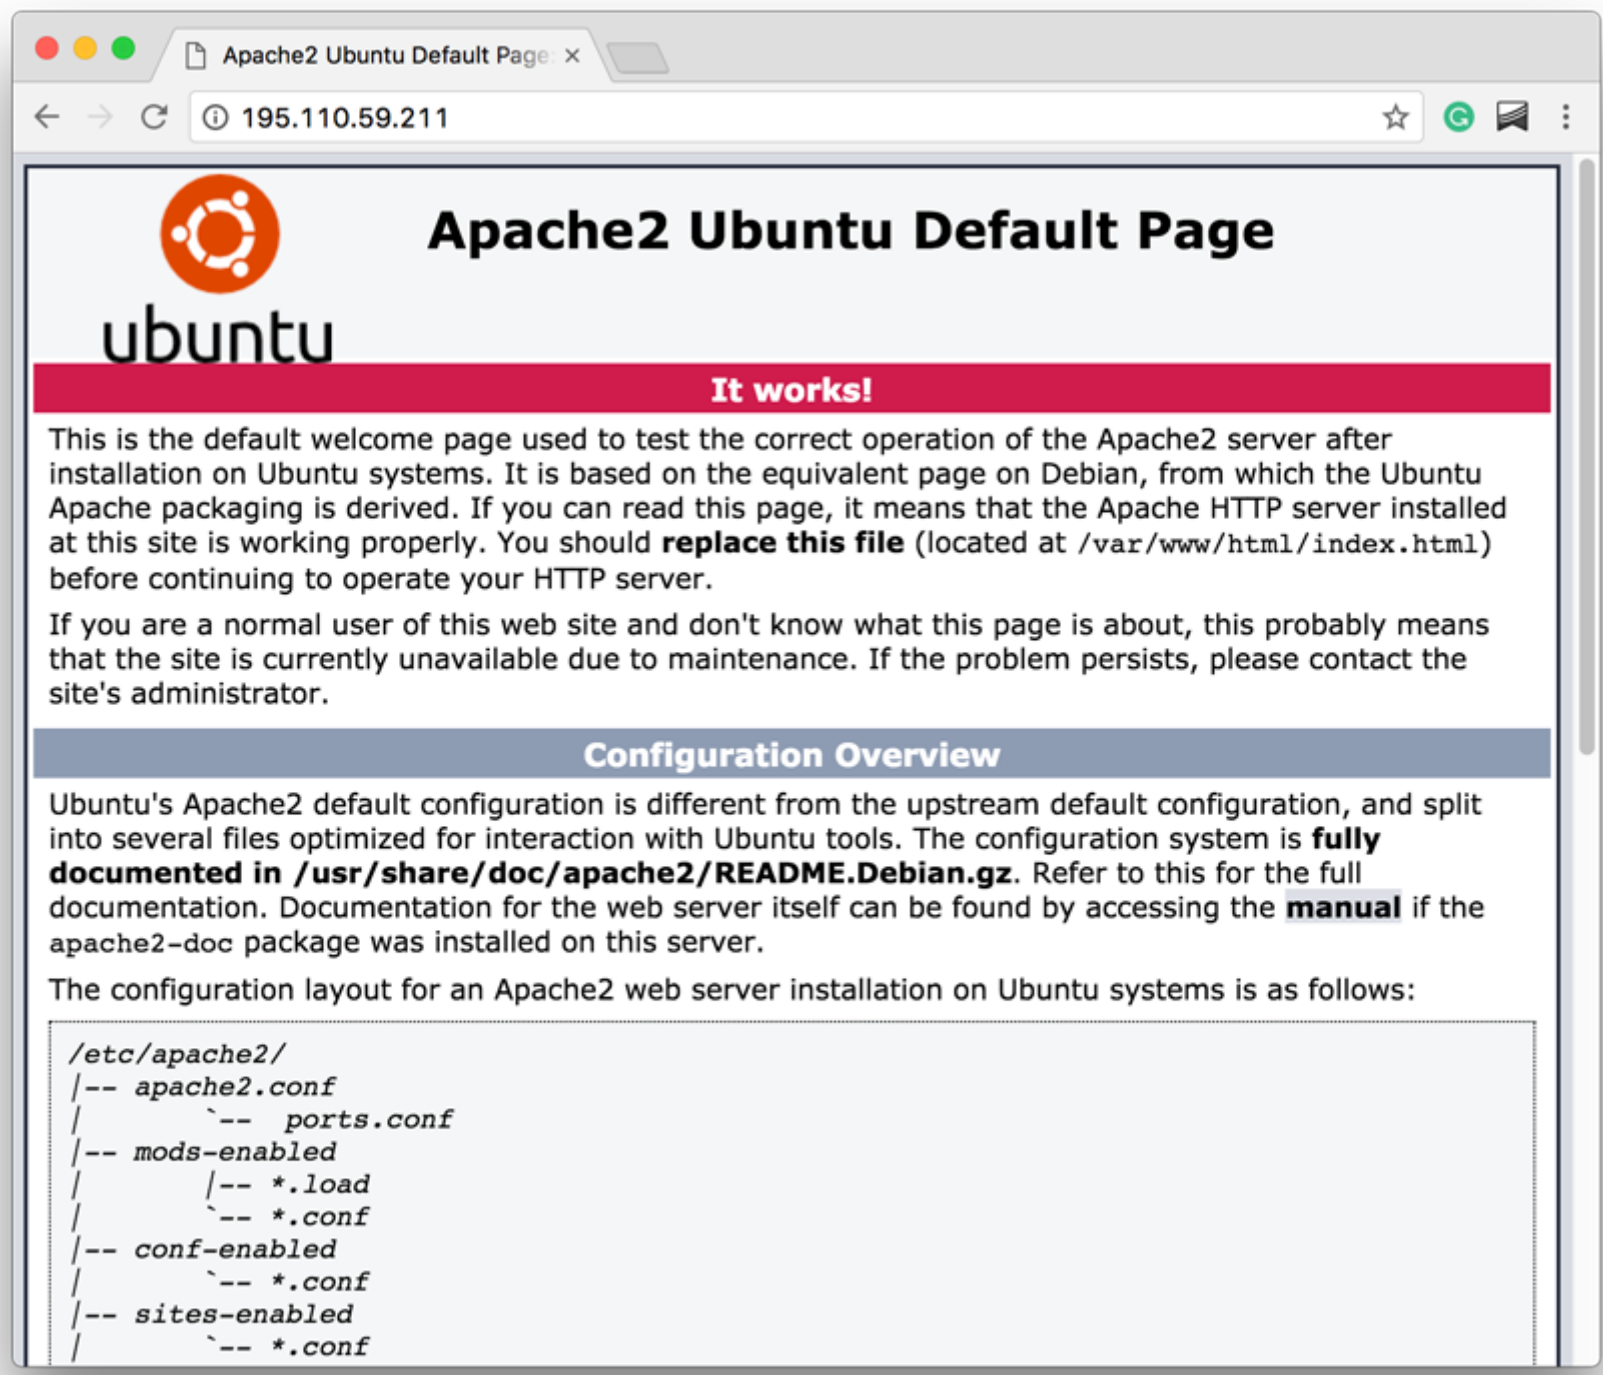 Apache2 Ubuntu Default Page:
195.110.59.211
ubuntu
Apache2 Ubuntu Default Page
It works!
This is the default welcome page used to test the correct operation of the Apache2 server after
installation on Ubuntu systems. It is based on the equivalent page on Debian, from which the Ubuntu
Apache packaging is derived. If you can read this page, it means that the Apache HTTP server installed
at this site is working properly. You should replace this file (located at /var/www/html/index.html)
before continuing to operate your HTTP server.
If you are a normal user of this web site and don't know what this page is about, this probably means
that the site is currently unavailable due to maintenance. If the problem persists, please contact the
site's administrator.
Configuration Overview
Ubuntu's Apache2 default configuration is different from the upstream default configuration, and split
into several files optimized for interaction with Ubuntu tools. The configuration system is fully
documented in /usr/share/doc/apache2/README.Debian.gz. Refer to this for the full
documentation. Documentation for the web server itself can be found by accessing the manual if the
apache2-doc package was installed on this server.
The configuration layout for an Apache2 web server installation on Ubuntu systems is as follows:
/etc/apache2/
|-- apache2.conf
|       `--  ports.conf
|-- mods-enabled
|       |-- *.load
|       `-- *.conf
|-- conf-enabled
|       `-- *.conf
|-- sites-enabled
|       `-- *.conf